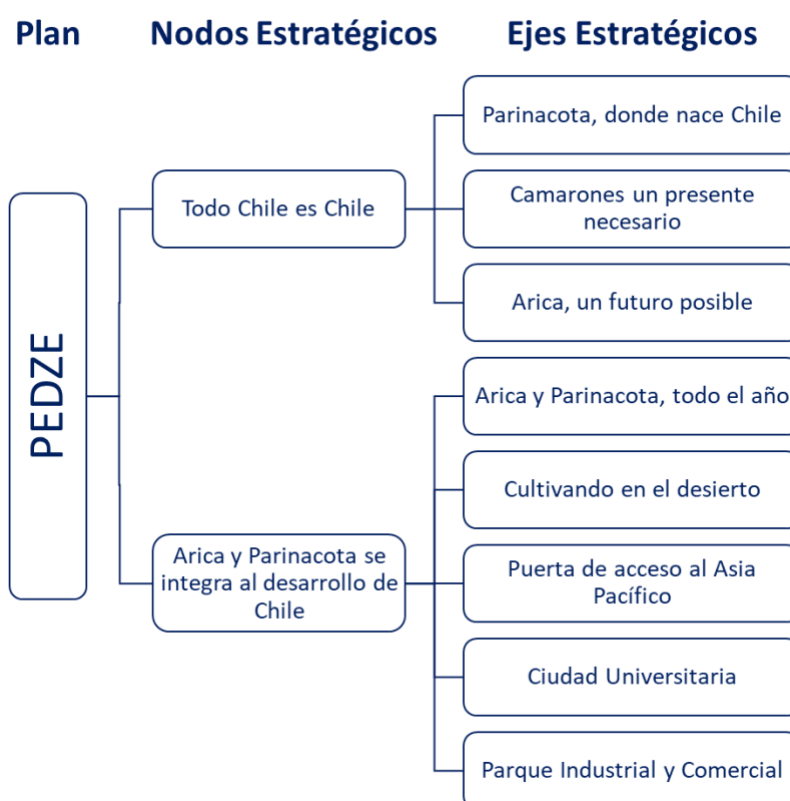 Plan
Nodos Estratégicos
Ejes Estratégicos
PEDZE
Todo Chile es Chile
Parinacota, donde nace Chile
Camarones un presente
necesario
Arica, un futuro posible
Arica y Parinacota se
integra al desarrollo de
Chile
Arica y Parinacota, todo el año
Cultivando en el desierto
Puerta de acceso al Asia
Pacífico
Ciudad Universitaria
Parque Industrial y Comercial